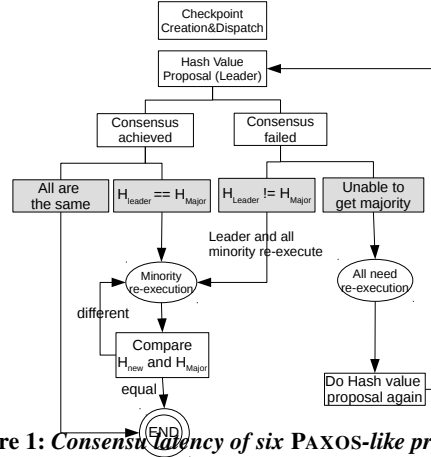 Checkpoint
Creation&Dispatch
Hash Value
Proposal (Leader)
Consensus
achieved
Consensus
failed
All are
the same
H_leader == H_Major
H_Leader != H_Major
Unable to
get majority
Leader and all
minority re-execute
Minority
re-execution
All need
re-execution
different
Compare
H_new and H_Major
equal
Do Hash value
proposal again
END
re 1: Consensu latency of six PAXOS-like pr